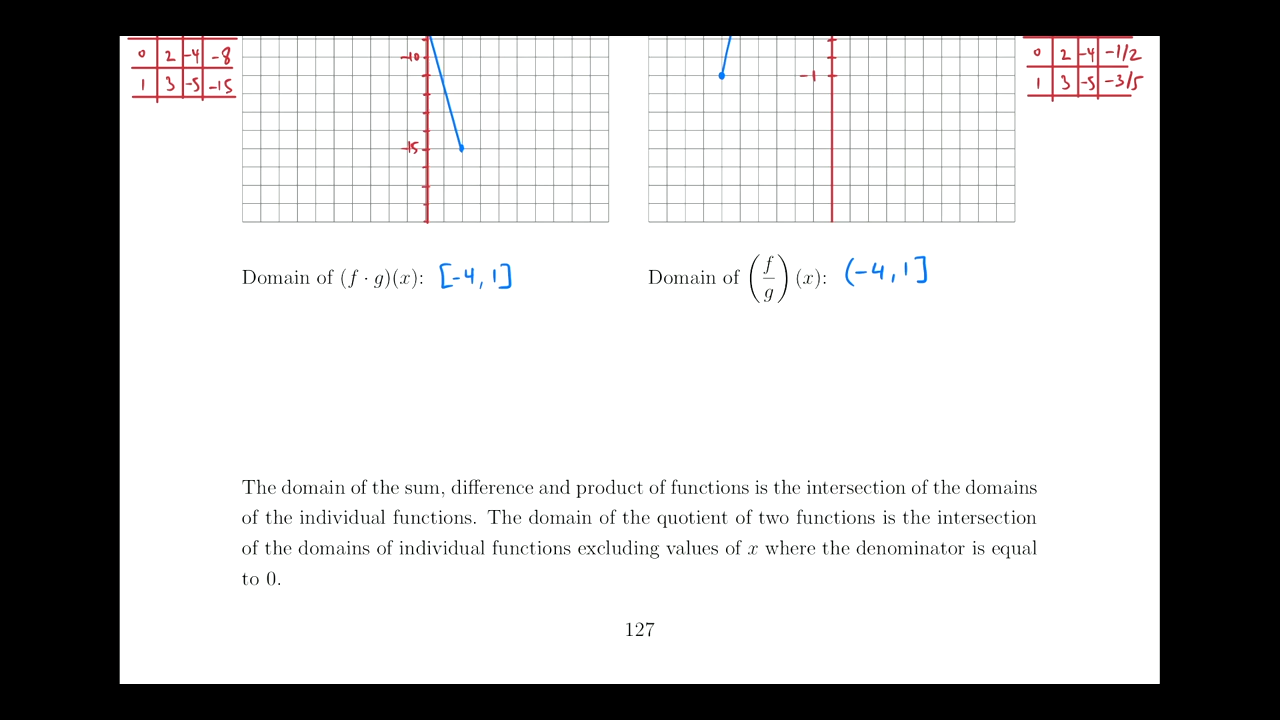 0 2 -4 -8
1 3 -5 -15
-10
-15
-1
0 2 -4 -1/2
1 3 -5 -3/5
Domain of (f · g)(x): [-4, 1]
Domain of (f/g)(x): (-4, 1]
The domain of the sum, difference and product of functions is the intersection of the domains
of the individual functions. The domain of the quotient of two functions is the intersection
of the domains of individual functions excluding values of x where the denominator is equal
to 0.
127